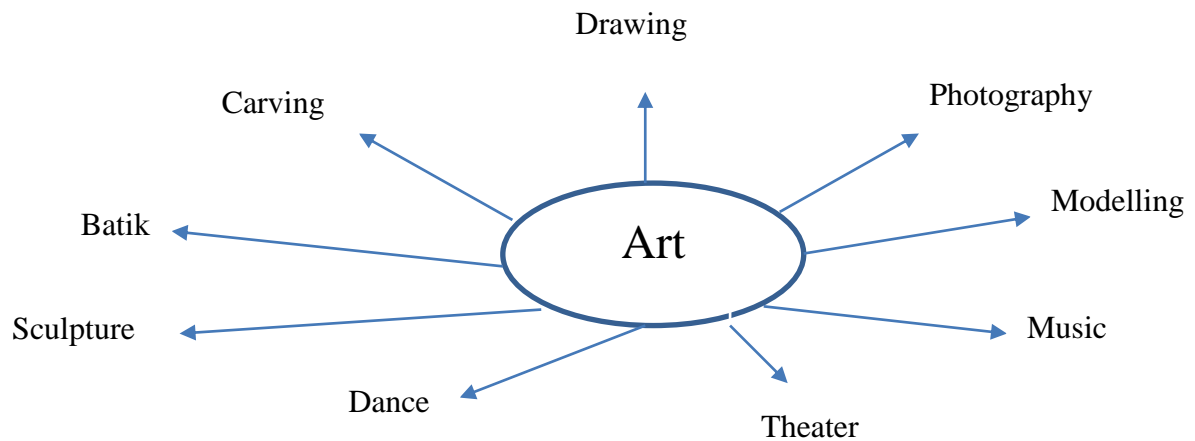 Drawing
Carving
Photography
Art
Modelling
Batik
Sculpture
Music
Dance
Theater